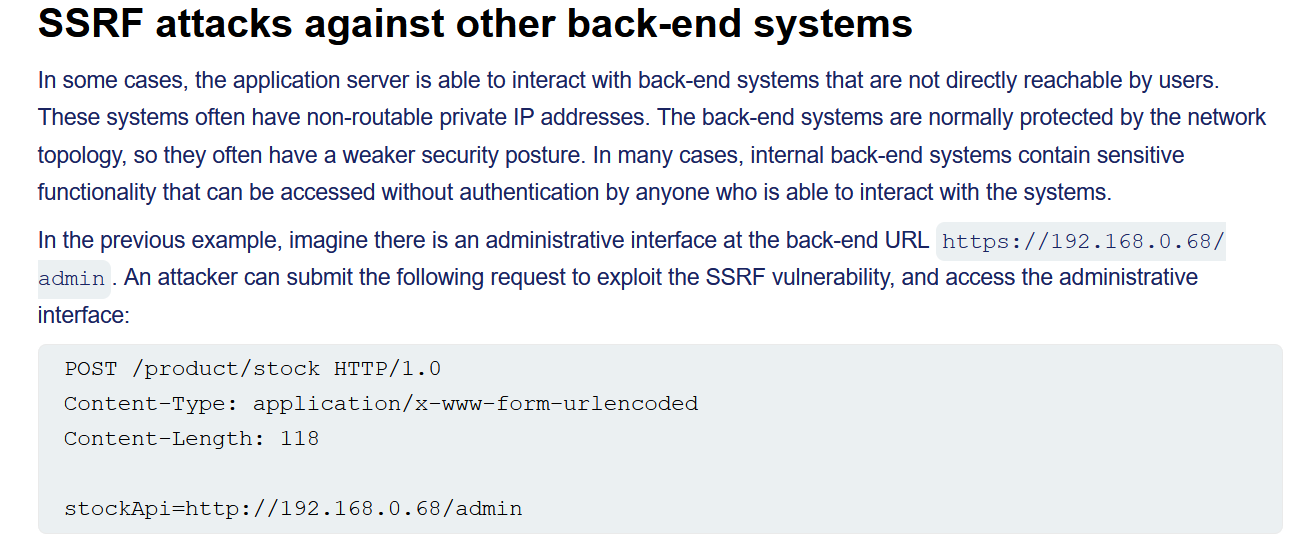 SSRF attacks against other back-end systems
In some cases, the application server is able to interact with back-end systems that are not directly reachable by users.
These systems often have non-routable private IP addresses. The back-end systems are normally protected by the network
topology, so they often have a weaker security posture. In many cases, internal back-end systems contain sensitive
functionality that can be accessed without authentication by anyone who is able to interact with the systems.
In the previous example, imagine there is an administrative interface at the back-end URL https://192.168.0.68/
admin . An attacker can submit the following request to exploit the SSRF vulnerability, and access the administrative
interface:
POST /product/stock HTTP/1.0
Content-Type: application/x-www-form-urlencoded
Content-Length: 118
stockApi=http://192.168.0.68/admin